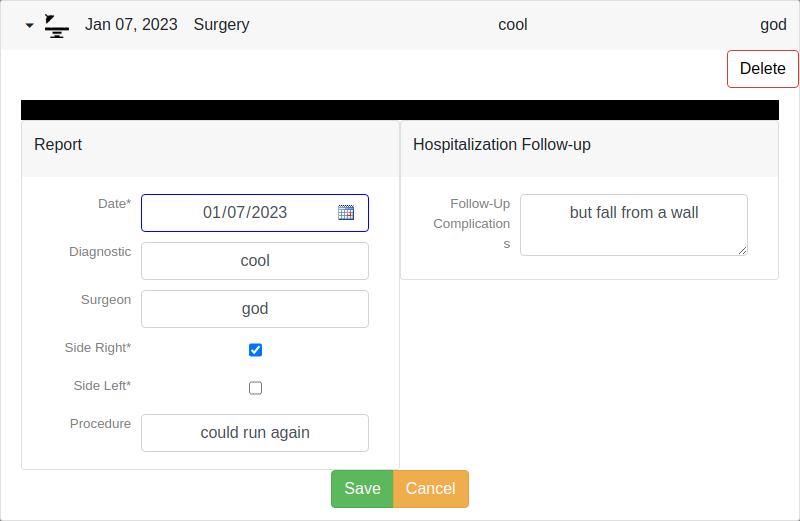 Jan 07, 2023 Surgery cool god
Delete
Report
Hospitalization Follow-up
Date*
01/07/2023
Diagnostic
cool
Surgeon
god
Side Right*
Side Left*
Procedure
could run again
Follow-Up
Complication
s
but fall from a wall
Save Cancel